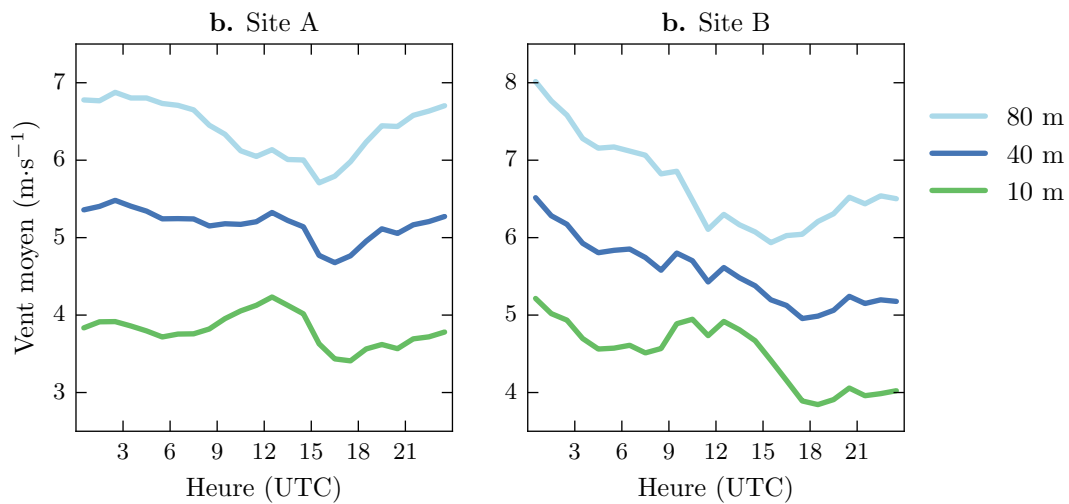 b. Site A
b. Site B
7
6
5
4
3
Vent moyen (m·s⁻¹)
3 6 9 12 15 18 21
Heure (UTC)
8
7
6
5
4
3 6 9 12 15 18 21
Heure (UTC)
80 m
40 m
10 m